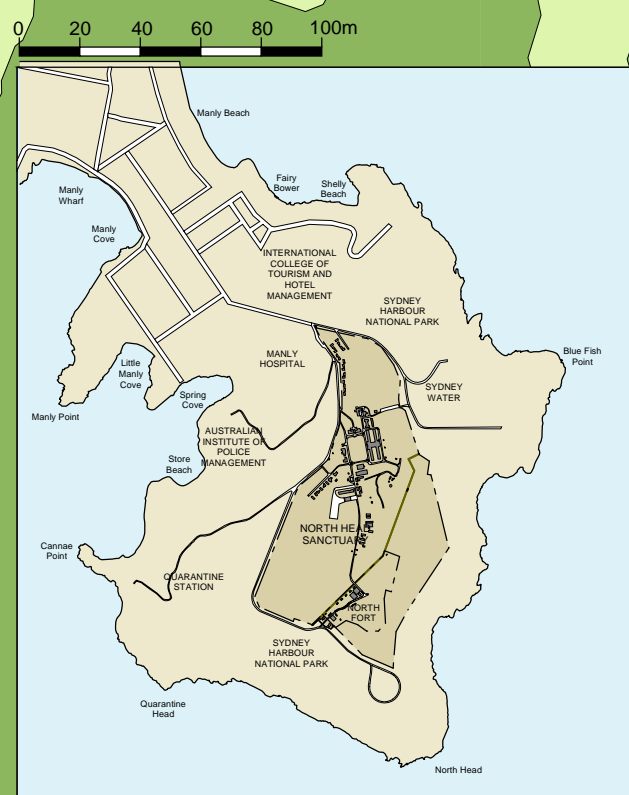 0 20 40 60 80 100m
Manly Beach
Fairy
Bower
Shelly
Beach
Manly
Wharf
Manly
Cove
INTERNATIONAL
COLLEGE OF
TOURISM AND
HOTEL
MANAGEMENT
SYDNEY
HARBOUR
NATIONAL PARK
Blue Fish
Point
MANLY
HOSPITAL
Little
Manly
Cove
SYDNEY
WATER
Spring
Cove
Manly Point
AUSTRALIAN
INSTITUTE OF
POLICE
MANAGEMENT
Store
Beach
NORTH HEAD
SANCTUARY
Cannae
Point
QUARANTINE
STATION
NORTH
FORT
SYDNEY
HARBOUR
NATIONAL PARK
Quarantine
Head
North Head